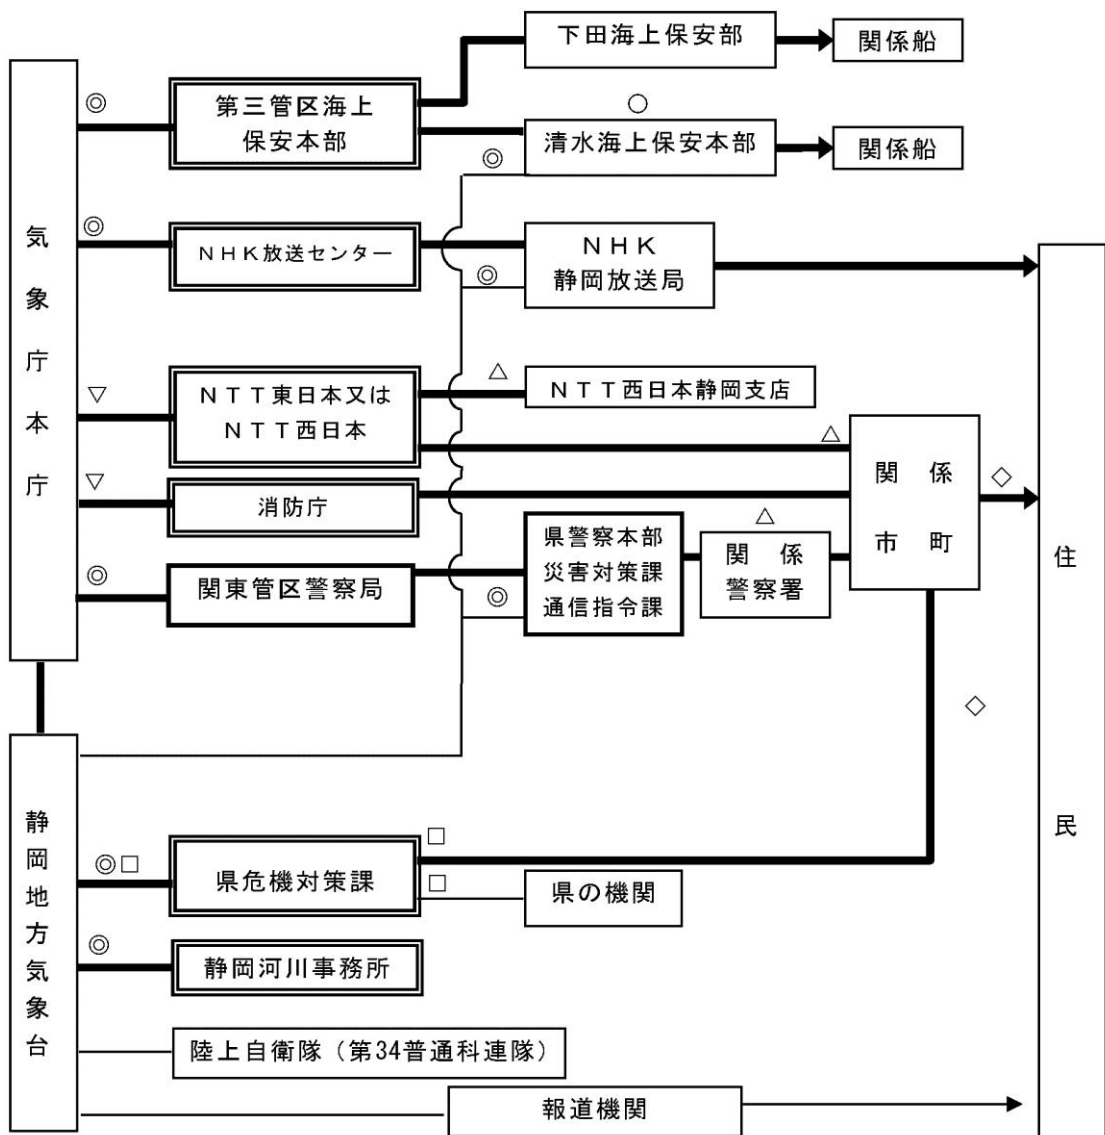 下田海上保安部
関係船
◎
第三管区海上
保安本部
○
清水海上保安本部
関係船
◎
気象庁本庁
◎
ＮＨＫ放送センター
ＮＨＫ
静岡放送局
◎
▽
ＮＴＴ東日本又は
ＮＴＴ西日本
△
ＮＴＴ西日本静岡支店
△
関係
市町
◇
▽
消防庁
県警察本部
災害対策課
通信指令課
△
関係
警察署
◎
関東管区警察局
◎
住民
◇
静岡地方気象台
◎□
県危機対策課
□
□
県の機関
◎
静岡河川事務所
陸上自衛隊（第34普通科連隊）
報道機関